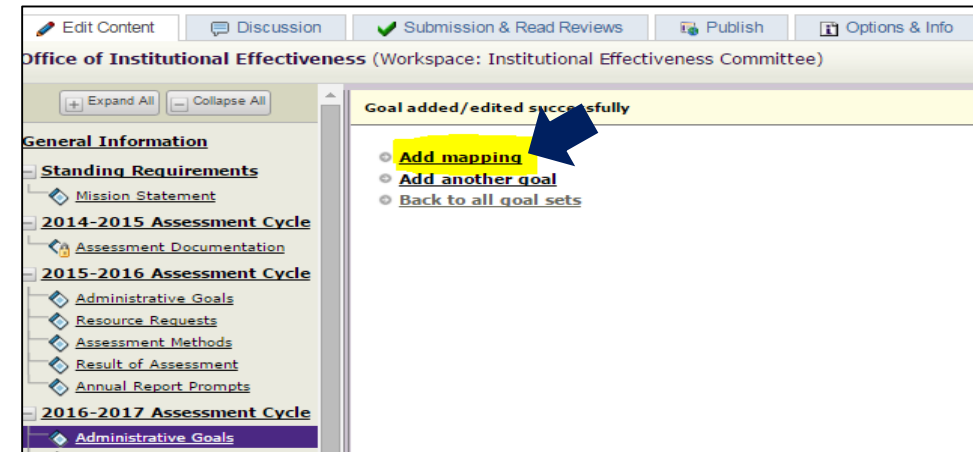 Edit Content
Discussion
Submission & Read Reviews
Publish
Options & Info
Office of Institutional Effectiveness (Workspace: Institutional Effectiveness Committee)
Expand All
Collapse All
General Information
Standing Requirements
Mission Statement
2014-2015 Assessment Cycle
Assessment Documentation
2015-2016 Assessment Cycle
Administrative Goals
Resource Requests
Assessment Methods
Result of Assessment
Annual Report Prompts
2016-2017 Assessment Cycle
Administrative Goals
Goal added/edited successfully
Add mapping
Add another goal
Back to all goal sets